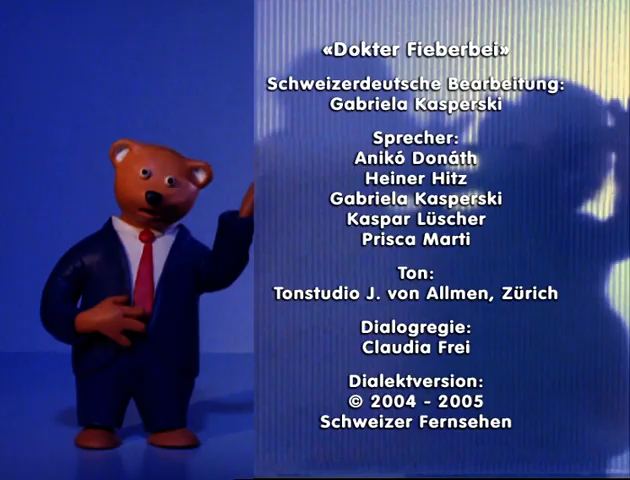 «Dokter Fieberbei»
Schweizerdeutsche Bearbeitung:
Gabriela Kasperski
Sprecher:
Anikó Donáth
Heiner Hitz
Gabriela Kasperski
Kaspar Lüscher
Prisca Marti
Ton:
Tonstudio J. von Allmen, Zürich
Dialogregie:
Claudia Frei
Dialektversion:
© 2004 - 2005
Schweizer Fernsehen